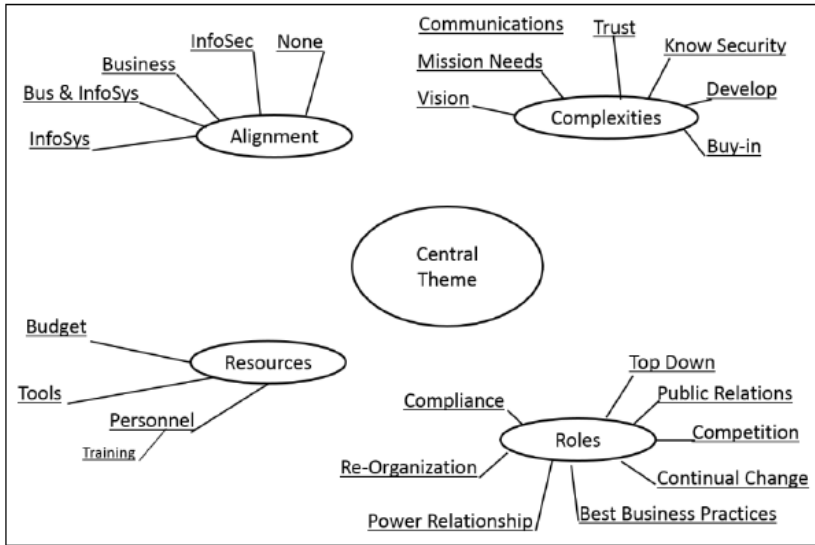 InfoSec
None
Business
Bus & InfoSys
InfoSys
Alignment
Communications
Trust
Know Security
Mission Needs
Develop
Vision
Complexities
Buy-in
Central
Theme
Budget
Resources
Tools
Personnel
Training
Top Down
Public Relations
Compliance
Competition
Roles
Re-Organization
Continual Change
Power Relationship
Best Business Practices